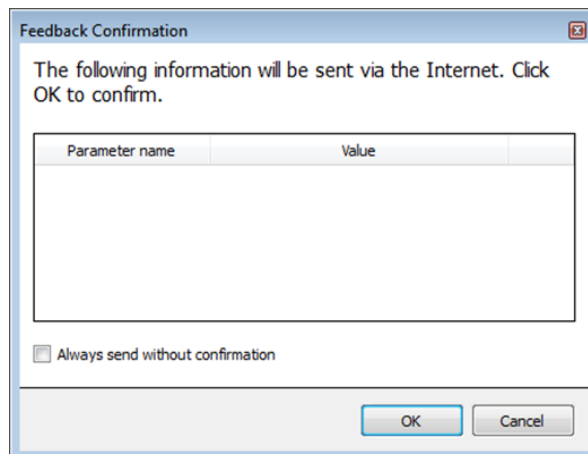 Feedback Confirmation
The following information will be sent via the Internet. Click
OK to confirm.
Parameter name Value
Always send without confirmation
OK Cancel